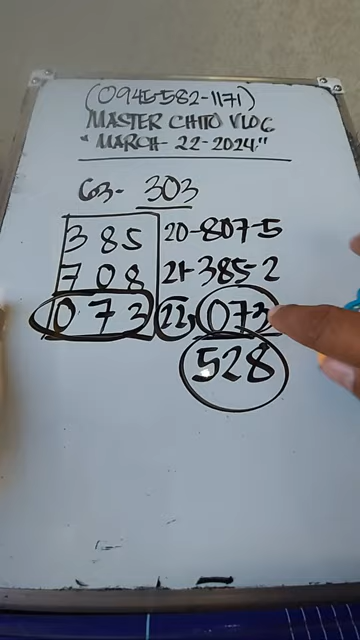 (0945-582-1171)
MASTER CHITO VLOG
"MARCH-22-2024."
G3- 303
3 8 5 20-807-5
7 0 8 21-385-2
0 7 3 22, 073
528